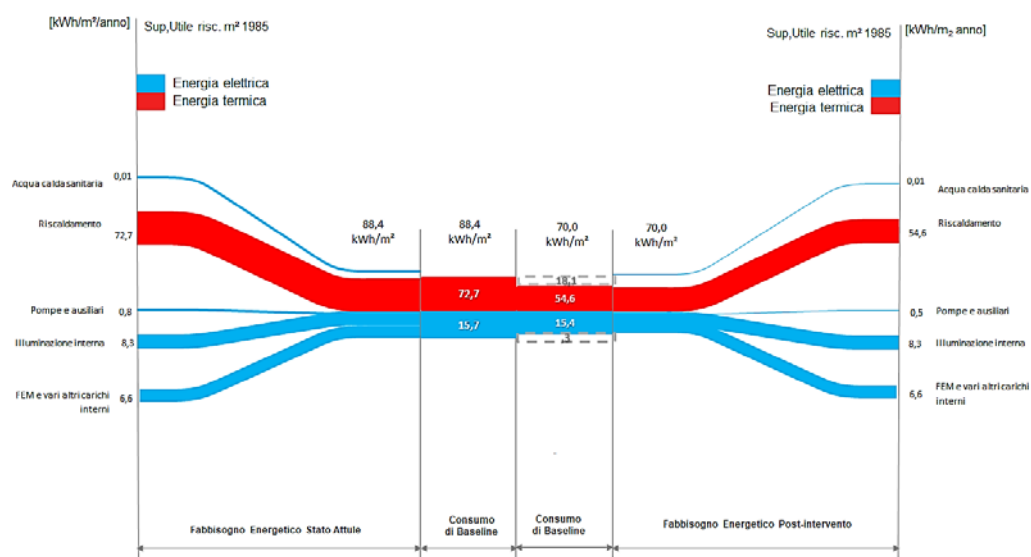 [kWh/m²/anno]
Sup,Utile risc. m² 1985
Sup,Utile risc. m² 1985
[kWh/m₂ anno]
Energia elettrica
Energia termica
Energia elettrica
Energia termica
Acqua calda sanitaria
0,01
0,01
Acqua calda sanitaria
Riscaldamento
72,7
54,6
Riscaldamento
88,4
kWh/m²
88,4
kWh/m²
70,0
kWh/m²
70,0
kWh/m²
18,1
72,7
54,6
15,7
15,4
3
Pompe e ausiliari
0,8
0,5
Pompe e ausiliari
Illuminazione interna
8,3
8,3
Illuminazione interna
FEM e vari altri carichi
interni
6,6
6,6
FEM e vari altri carichi
interni
Fabbisogno Energetico Stato Attule
Consumo
di Baseline
Consumo
di Baseline
Fabbisogno Energetico Post-intervento